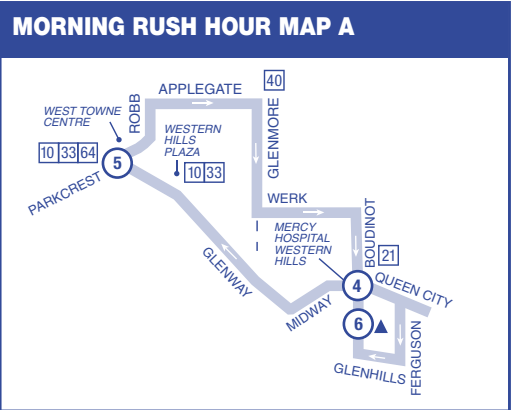 MORNING RUSH HOUR MAP A
40
APPLEGATE
ROBB
WEST TOWNE
CENTRE
GLENMORE
WESTERN
HILLS
PLAZA
10 33 64
5
10 33
PARKCREST
WERK
BOUDINOT
MERCY
HOSPITAL
WESTERN
HILLS
21
GLENWAY
4
QUEEN CITY
MIDWAY
6
FERGUSON
GLENHILLS